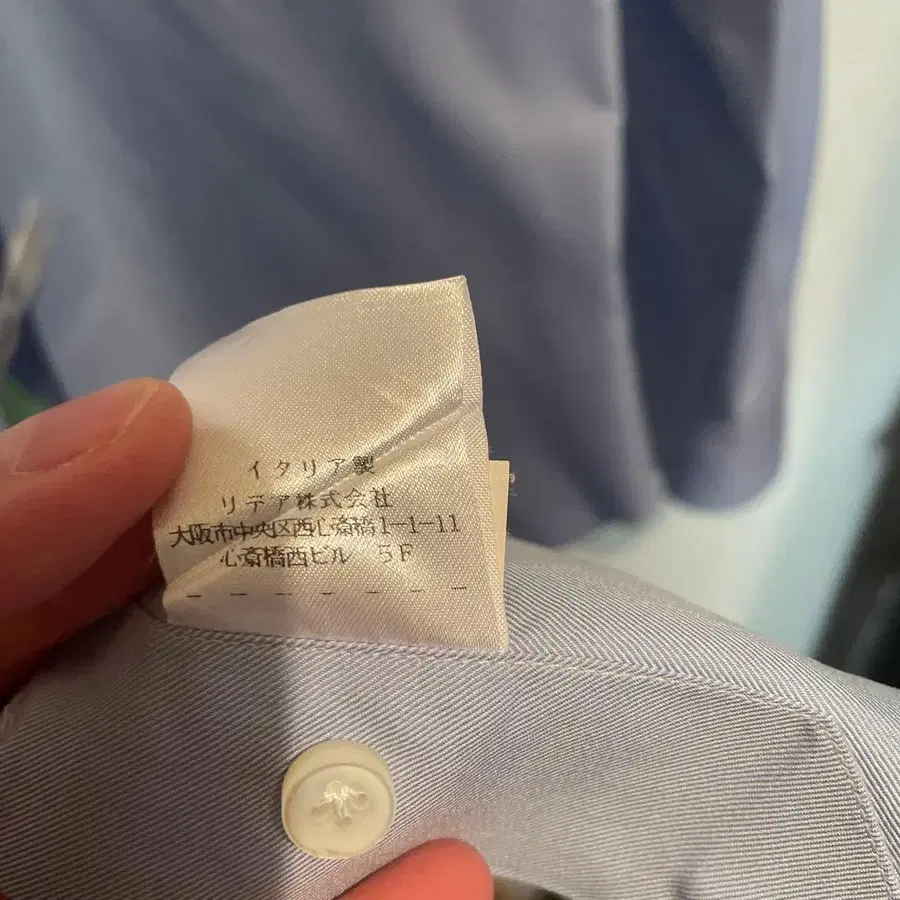 イタリア製
リデア株式会社
大阪市中央区西心斎橋1-1-11
心斎橋西ビル 5F